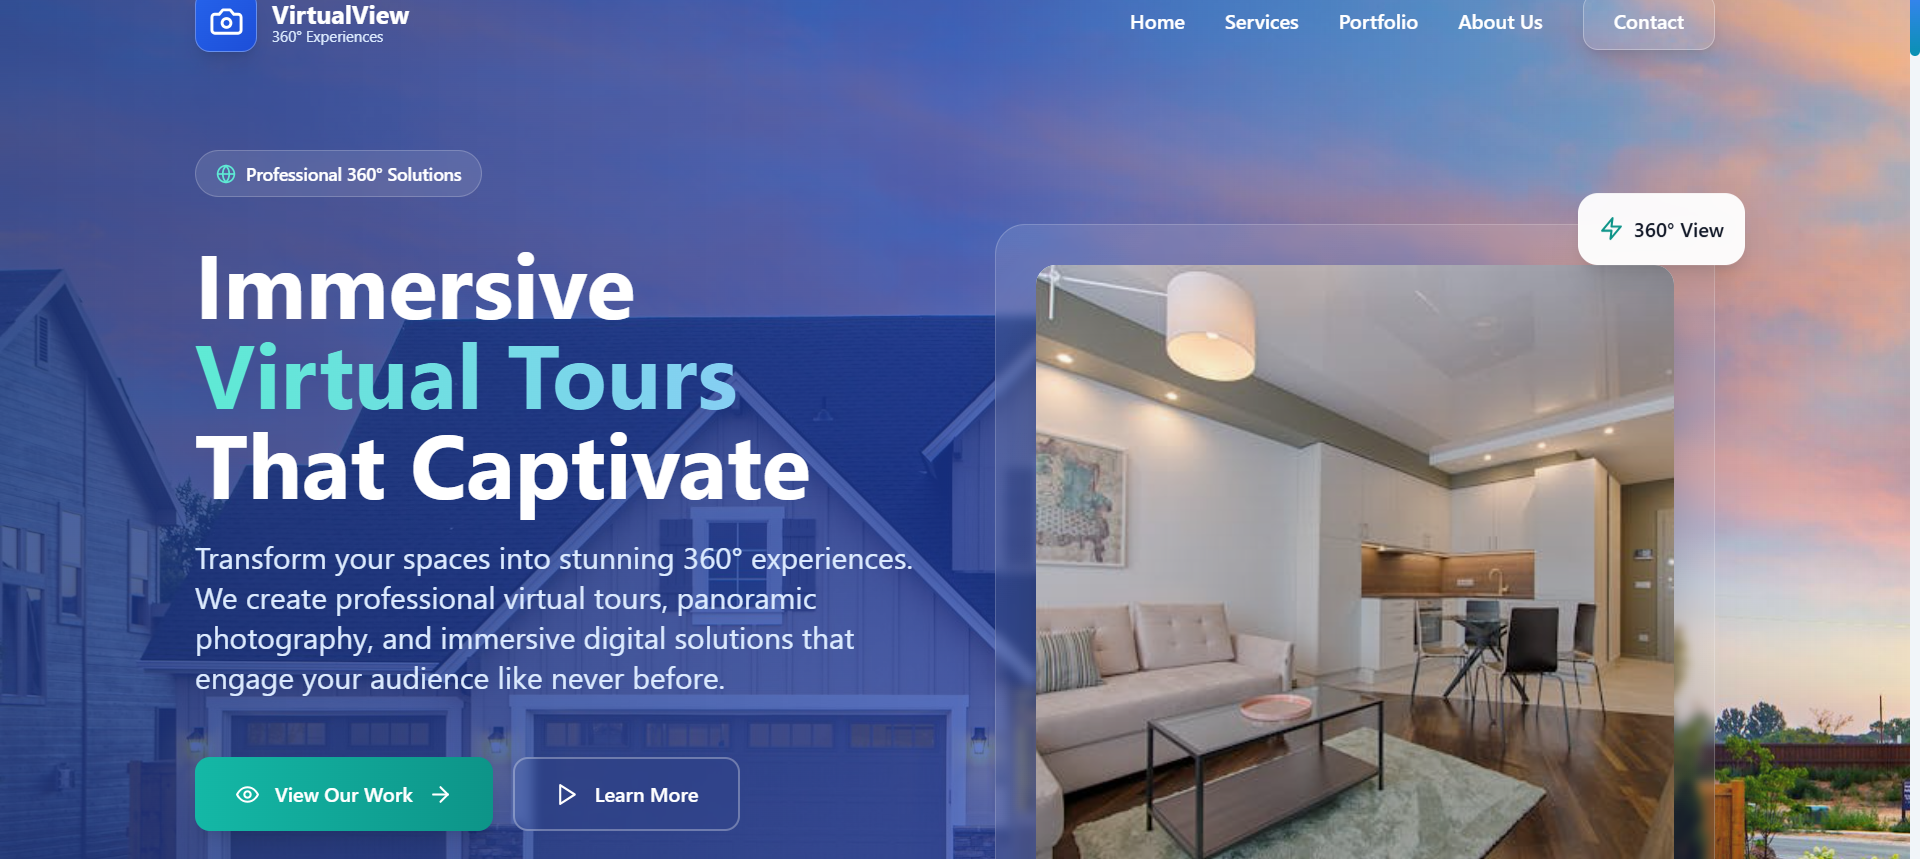 VirtualView
360° Experiences
Home
Services
Portfolio
About Us
Contact
Professional 360° Solutions
360° View
Immersive
Virtual Tours
That Captivate
Transform your spaces into stunning 360° experiences.
We create professional virtual tours, panoramic
photography, and immersive digital solutions that
engage your audience like never before.
View Our Work
Learn More